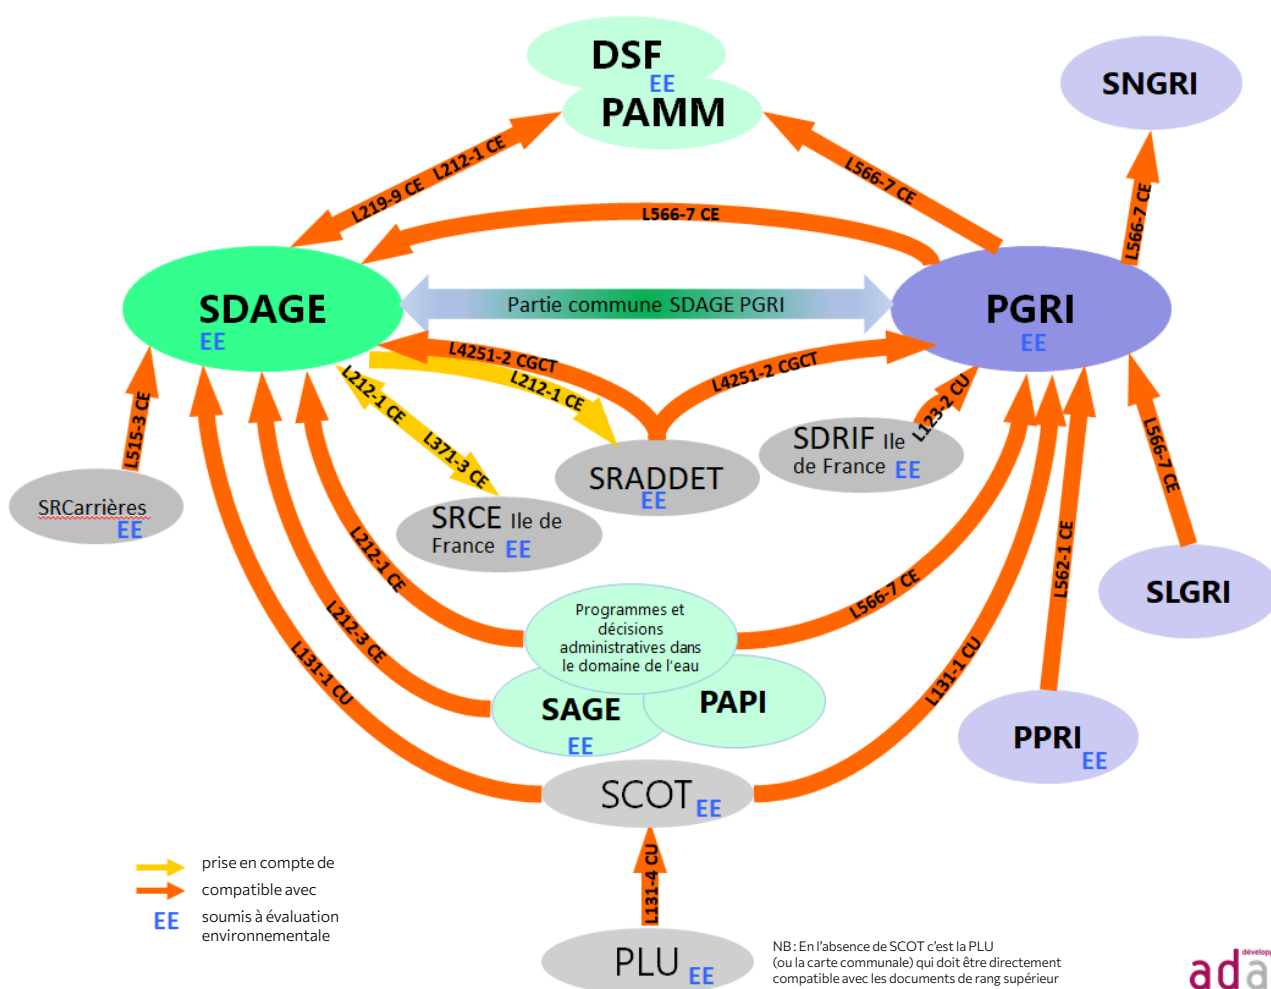 DSF
EE
PAMM
SNGRI
L219-9 CE L212-1 CE
L566-7 CE
L566-7 CE
L566-7 CE
SDAGE
EE
Partie commune SDAGE PGRI
PGRI
EE
L4251-2 CGCT
L212-1 CE
L4251-2 CGCT
L123-2 CU
L515-3 CE
L212-1 CE
L371-3 CE
SRCarrières
EE
SRCE Ile de
France EE
SRADDET
EE
SDRIF Ile
de France EE
L566-7 CE
SLGRI
L212-1 CE
L212-3 CE
L131-1 CU
Programmes et
décisions
administratives dans
le domaine de l'eau
L566-7 CE
L131-1 CU
L562-1 CE
SAGE
EE
PAPI
PPRI
EE
SCOT EE
L131-4 CU
PLU EE
prise en compte de
compatible avec
EE soumis à évaluation
environnementale
NB : En l'absence de SCOT c'est la PLU
(ou la carte communale) qui doit être directement
compatible avec les documents de rang supérieur